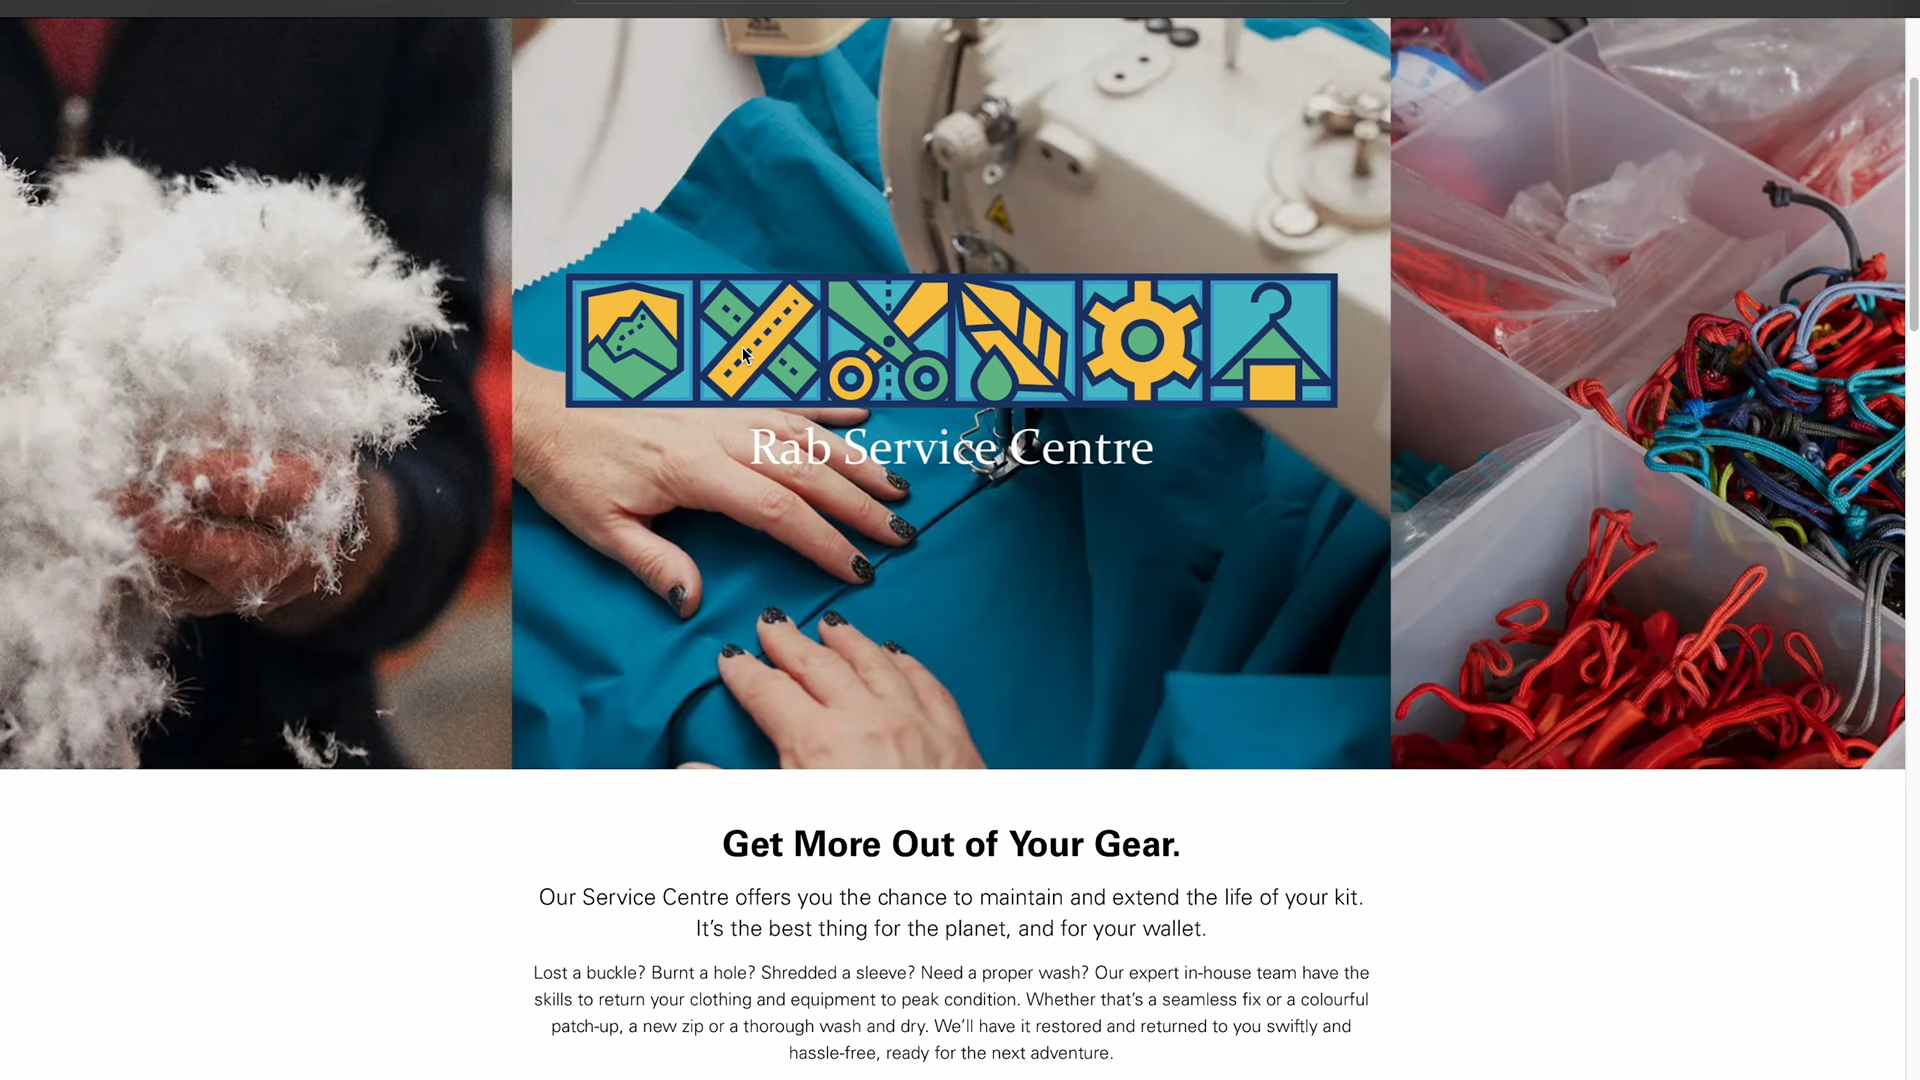 Rab Service Centre
Get More Out of Your Gear.
Our Service Centre offers you the chance to maintain and extend the life of your kit.
It’s the best thing for the planet, and for your wallet.
Lost a buckle? Burnt a hole? Shredded a sleeve? Need a proper wash? Our expert in-house team have the
skills to return your clothing and equipment to peak condition. Whether that’s a seamless fix or a colourful
patch-up, a new zip or a thorough wash and dry. We’ll have it restored and returned to you swiftly and
hassle-free, ready for the next adventure.